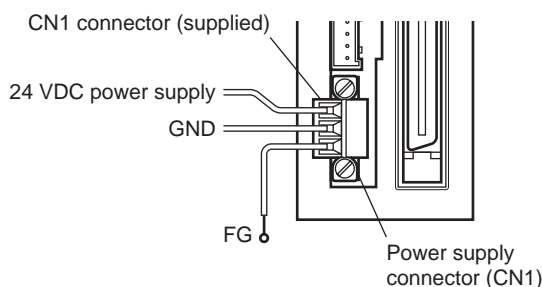 CN1 connector (supplied)
24 VDC power supply
GND
FG
Power supply
connector (CN1)